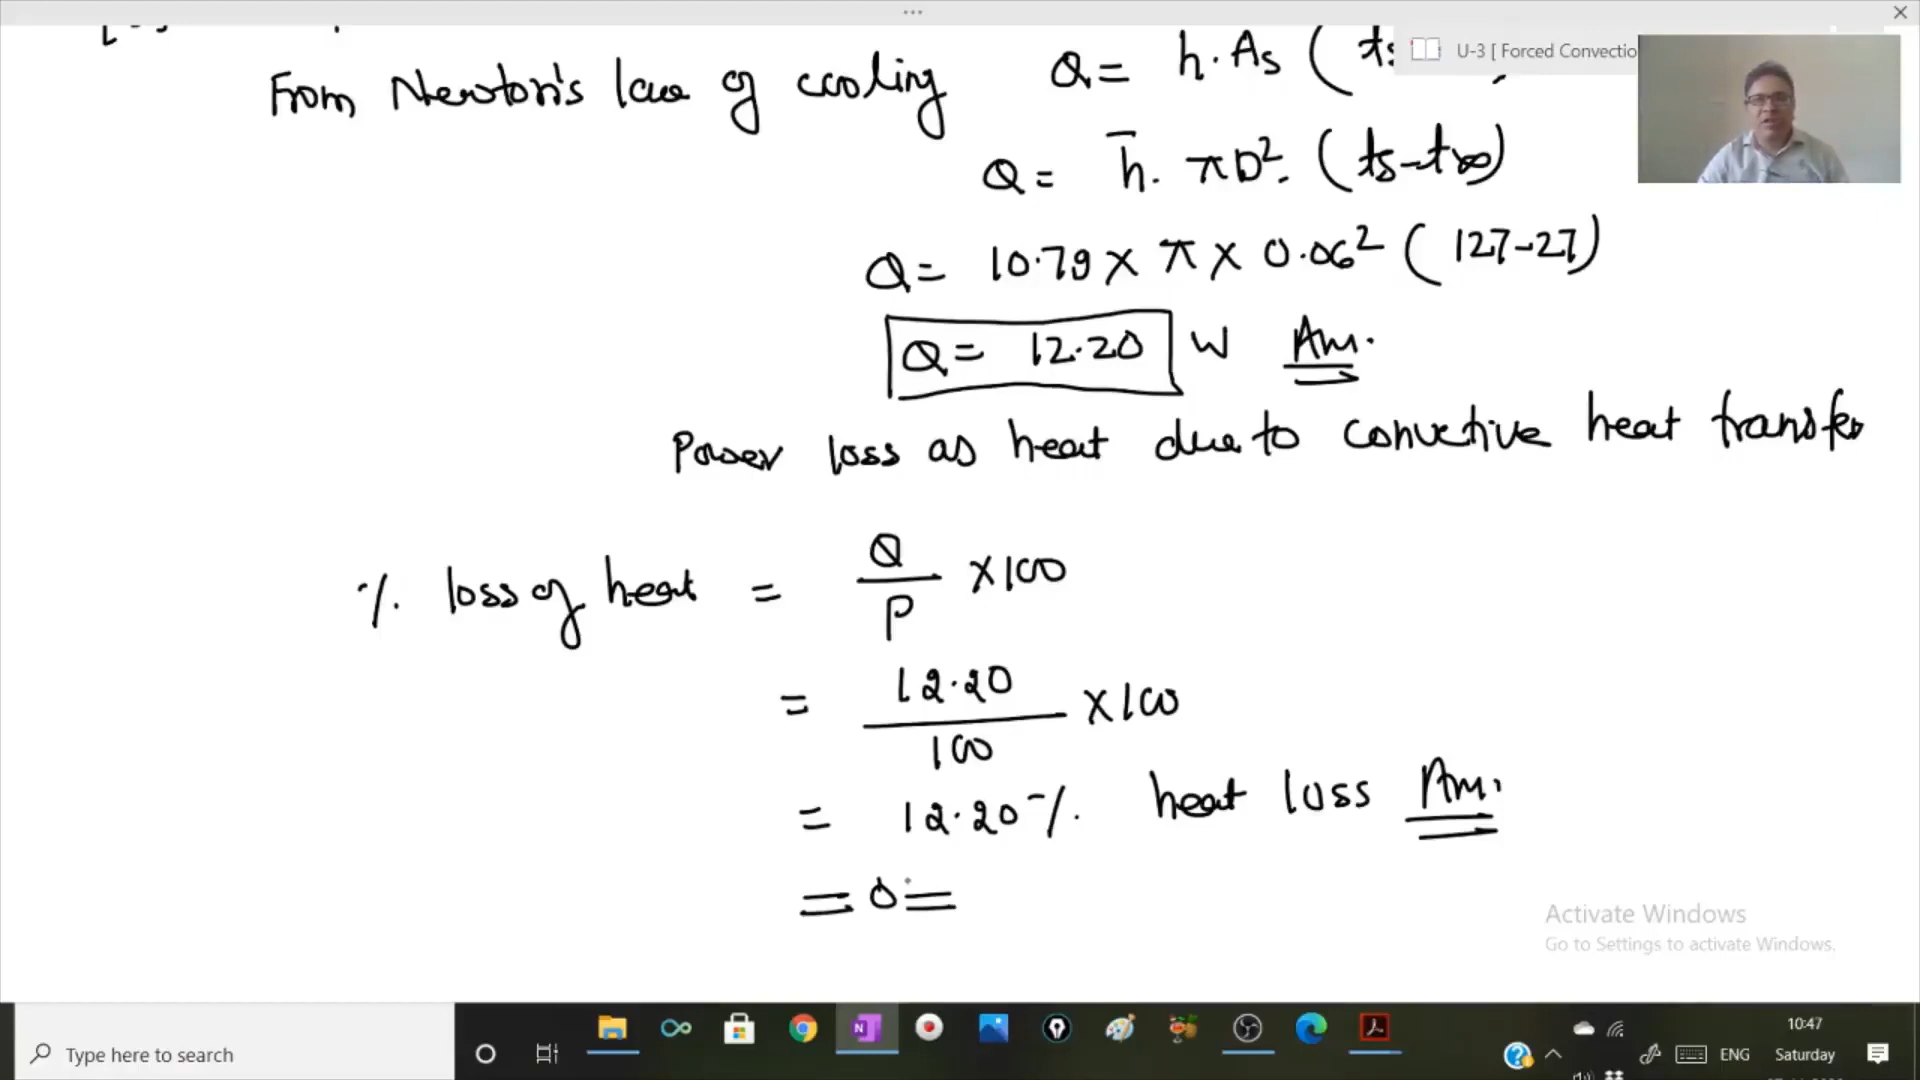 ...
U-3 [ Forced Convectio
From Newton's law of cooling Q = h. As ( ts
Q = h̅. πD². (ts-t∞)
Q = 10.79 × π × 0.06² ( 127-27)
Q = 12.20 W Ans.
Power loss as heat due to convective heat transfer
% loss of heat = Q/P ×100
= 12.20/100 ×100
= 12.20 % heat loss Ans.
= 0 =
Activate Windows
Go to Settings to activate Windows.
Type here to search
ENG
10:47
Saturday